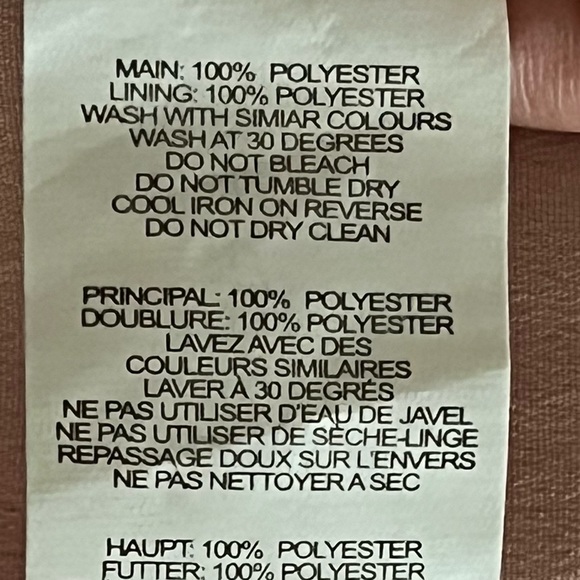 MAIN: 100% POLYESTER
LINING: 100% POLYESTER
WASH WITH SIMIAR COLOURS
WASH AT 30 DEGREES
DO NOT BLEACH
DO NOT TUMBLE DRY
COOL IRON ON REVERSE
DO NOT DRY CLEAN
PRINCIPAL: 100% POLYESTER
DOUBLURE: 100% POLYESTER
LAVEZ AVEC DES
COULEURS SIMILAIRES
LAVER À 30 DEGRÉS
NE PAS UTILISER D'EAU DE JAVEL
NE PAS UTILISER DE SÈCHE-LINGE
REPASSAGE DOUX SUR L'ENVERS
NE PAS NETTOYER A SEC
HAUPT: 100% POLYESTER
FUTTER: 100% POLYESTER